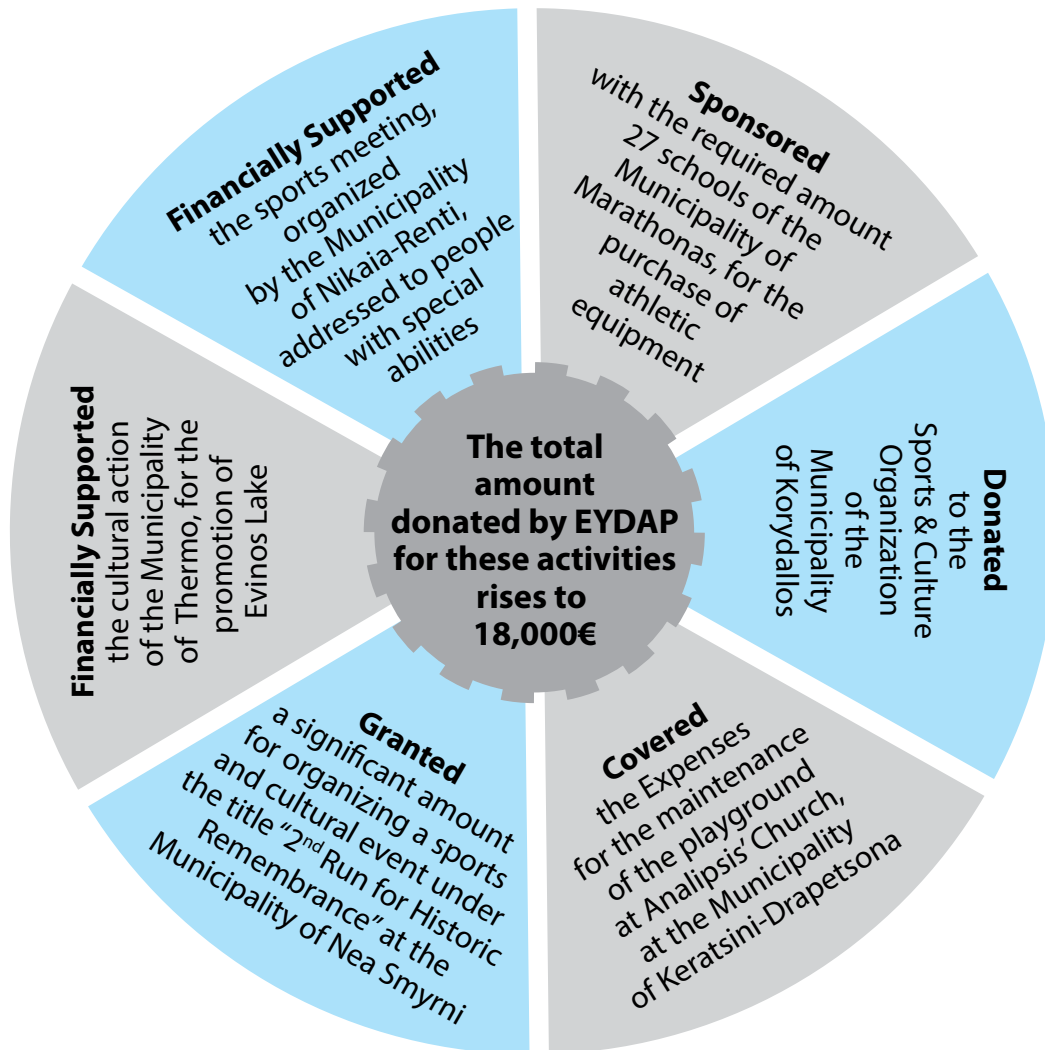 Financially Supported
the sports meeting,
organized
by the Municipality
of Nikaia-Renti,
addressed to people
with special
abilities
Sponsored
with the required amount
27 schools of the
Municipality of
Marathonas, for the
purchase of
athletic
equipment
Donated
to the
Sports & Culture
Organization
of the
Municipality
of Korydallos
Covered
the Expenses
for the maintenance
of the playground
at Analipsis' Church,
at the Municipality
of Keratsini-Drapetsona
Granted
a significant amount
for organizing a sports
and cultural event under
the title "2nd Run for Historic
Remembrance" at the
Municipality of Nea Smyrni
Financially Supported
the cultural action
of the Municipality
of Thermo, for the
promotion of
Evinos Lake
The total
amount
donated by EYDAP
for these activities
rises to
18,000€